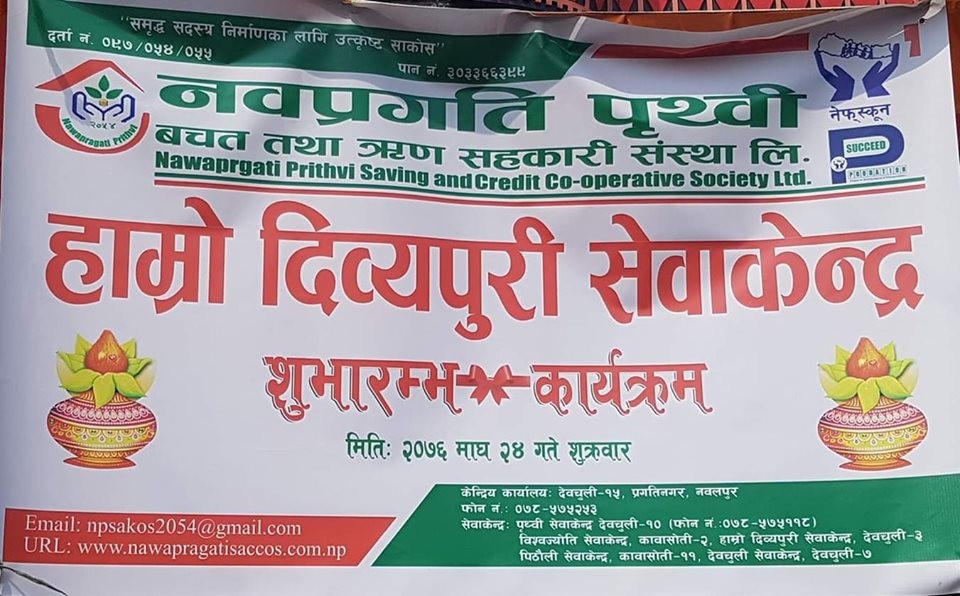 "समृद्ध सदस्य निर्माणका लागि उत्कृष्ट साकोस"
दर्ता नं. ०९७/०५४/०५५
पान नं. ३०३३६६३९९
नवप्रगति पृथ्वी
बचत तथा ऋण सहकारी संस्था लि.
Nawaprgati Prithvi Saving and Credit Co-operative Society Ltd.
२०५४
Nawapragati Prithvi
नेफ्स्कून
SUCCEED
P
हाम्रो दिव्यपुरी सेवाकेन्द्र
शुभारम्भ कार्यक्रम
मितिः २०७६ माघ २४ गते शुक्रवार
केन्द्रिय कार्यालयः देवचुली-१५, प्रगतिनगर, नवलपुर
फोन नं.: ०७८-५७५२५३
सेवाकेन्द्रः पृथ्वी सेवाकेन्द्र देवचुली-१० (फोन नं.:०७८-५७५११८)
विश्वज्योति सेवाकेन्द्र, कावासोती-२, हाम्रो दिव्यपुरी सेवाकेन्द्र, देवचुली-३
पिठौली सेवाकेन्द्र, कावासोती-११, देवचुली सेवाकेन्द्र, देवचुली-७
Email: npsakos2054@gmail.com
URL: www.nawapragatisaccos.com.np